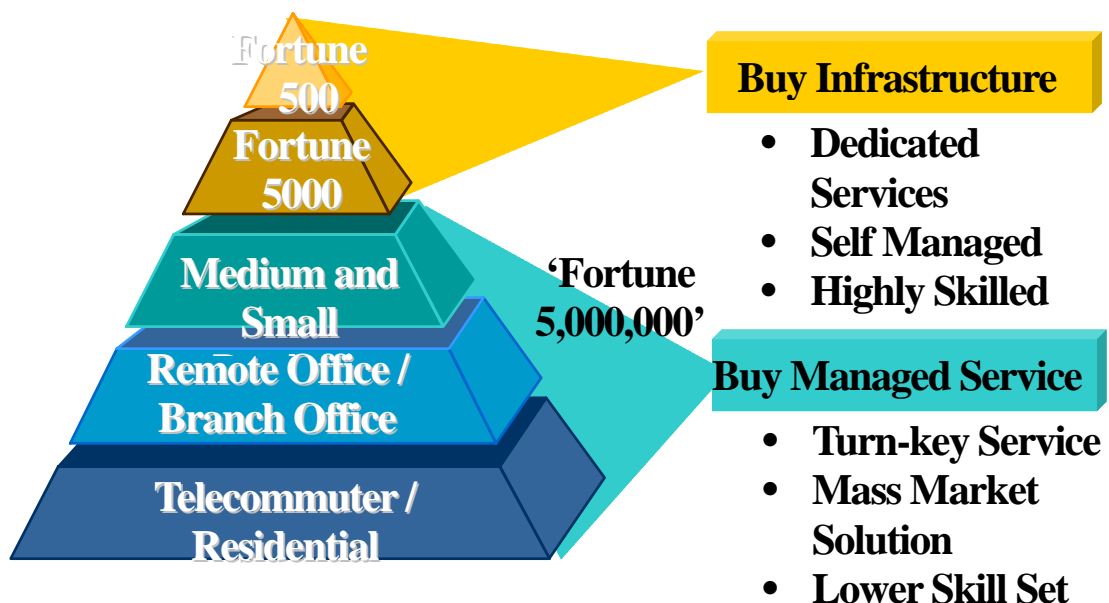 Fortune
500
Fortune
5000
Medium and
Small
Remote Office /
Branch Office
Telecommuter /
Residential
‘Fortune
5,000,000’
Buy Infrastructure
• Dedicated
Services
• Self Managed
• Highly Skilled
Buy Managed Service
• Turn-key Service
• Mass Market
Solution
• Lower Skill Set